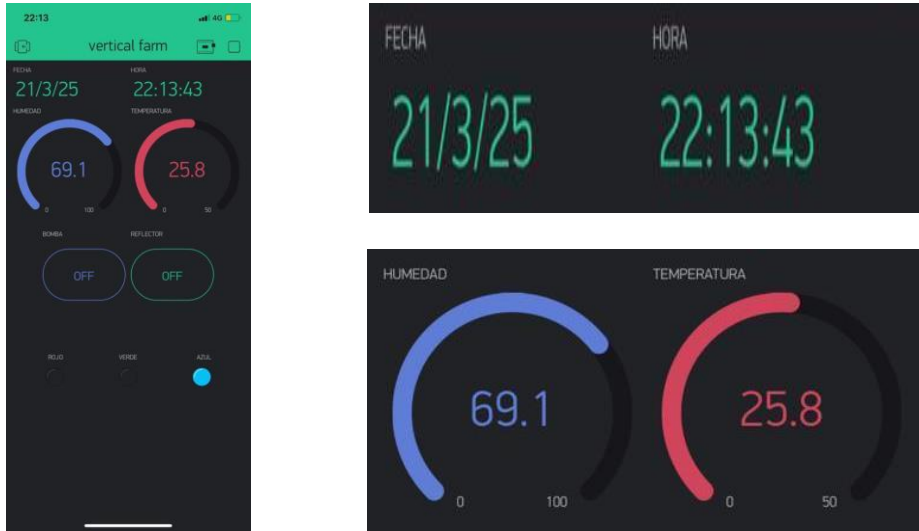 22:13
4G
vertical farm
FECHA HORA
21/3/25 22:13:43
HUMEDAD TEMPERATURA
69.1 25.8
0 100 0 50
BOMBA REFLECTOR
OFF OFF
ROJO VERDE AZUL
FECHA HORA
21/3/25 22:13:43
HUMEDAD TEMPERATURA
69.1 25.8
0 100 0 50